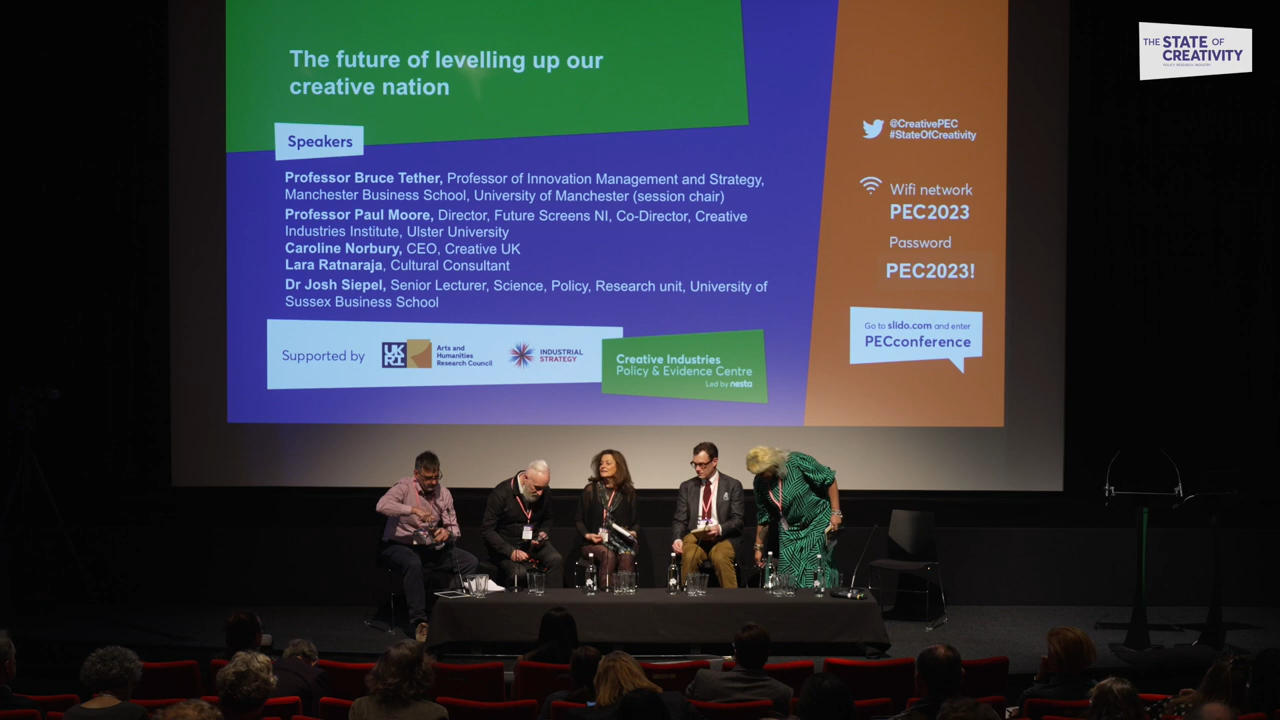 THE STATE OF
CREATIVITY
POLICY RESEARCH INDUSTRY
The future of levelling up our
creative nation
Speakers
Professor Bruce Tether, Professor of Innovation Management and Strategy,
Manchester Business School, University of Manchester (session chair)
Professor Paul Moore, Director, Future Screens NI, Co-Director, Creative
Industries Institute, Ulster University
Caroline Norbury, CEO, Creative UK
Lara Ratnaraja, Cultural Consultant
Dr Josh Siepel, Senior Lecturer, Science, Policy, Research unit, University of
Sussex Business School
Supported by
UK
RI
Arts and
Humanities
Research Council
INDUSTRIAL
STRATEGY
Creative Industries
Policy & Evidence Centre
Led by nesta
@CreativePEC
#StateOfCreativity
Wifi network
PEC2023
Password
PEC2023!
Go to slido.com and enter
PECconference